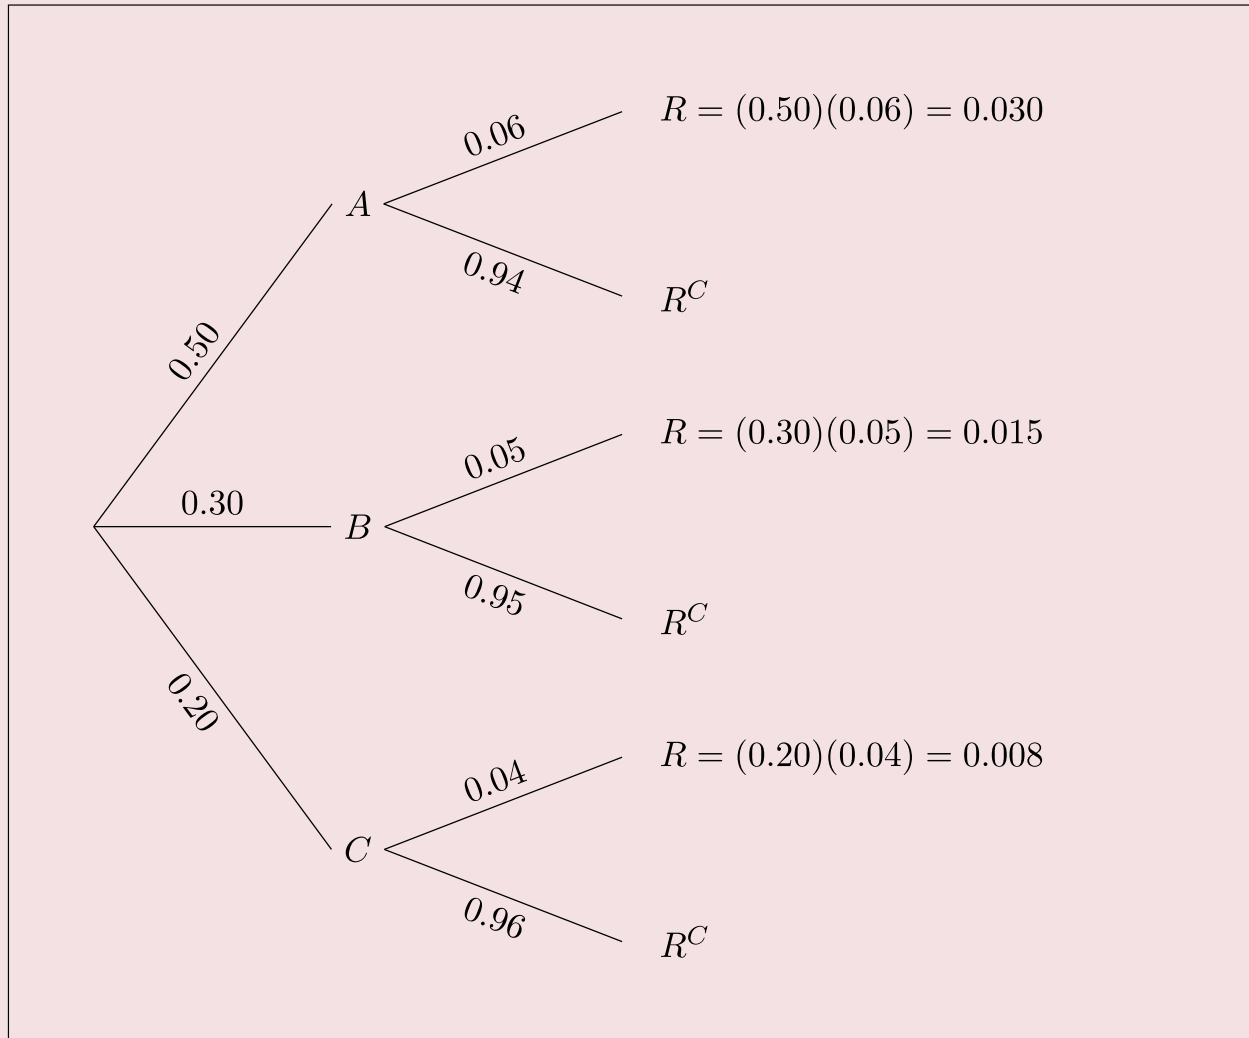 0.06
R = (0.50)(0.06) = 0.030
A
0.94
R^C
0.50
0.05
R = (0.30)(0.05) = 0.015
0.30
B
0.95
R^C
0.20
0.04
R = (0.20)(0.04) = 0.008
C
0.96
R^C